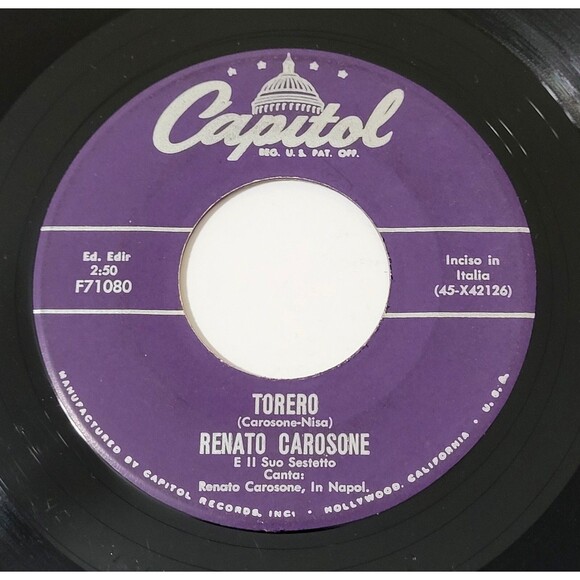 Capitol
REG. U. S. PAT. OFF.
Ed. Edir
2:50
F71080
Inciso in
Italia
(45-X42126)
TORERO
(Carosone-Nisa)
RENATO CAROSONE
E Il Suo Sestetto
Canta:
Renato Carosone, In Napol.
MANUFACTURED BY CAPITOL RECORDS, INC. HOLLYWOOD, CALIFORNIA • U.S.A.